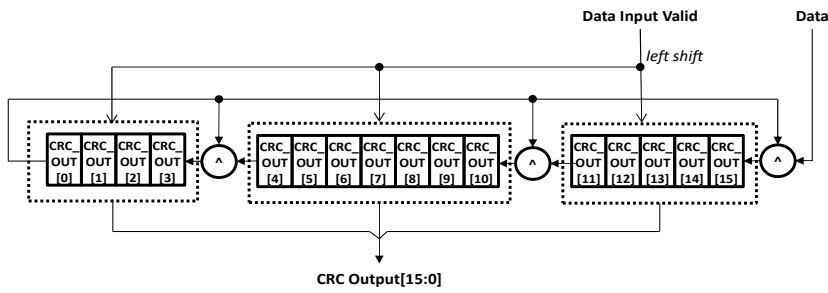 Data Input Valid
Data
left shift
CRC_ CRC_ CRC_ CRC_
OUT OUT OUT OUT
[0] [1] [2] [3]
^
CRC_ CRC_ CRC_ CRC_ CRC_ CRC_ CRC_
OUT OUT OUT OUT OUT OUT OUT
[4] [5] [6] [7] [8] [9] [10]
^
CRC_ CRC_ CRC_ CRC_ CRC_
OUT OUT OUT OUT OUT
[11] [12] [13] [14] [15]
^
CRC Output[15:0]